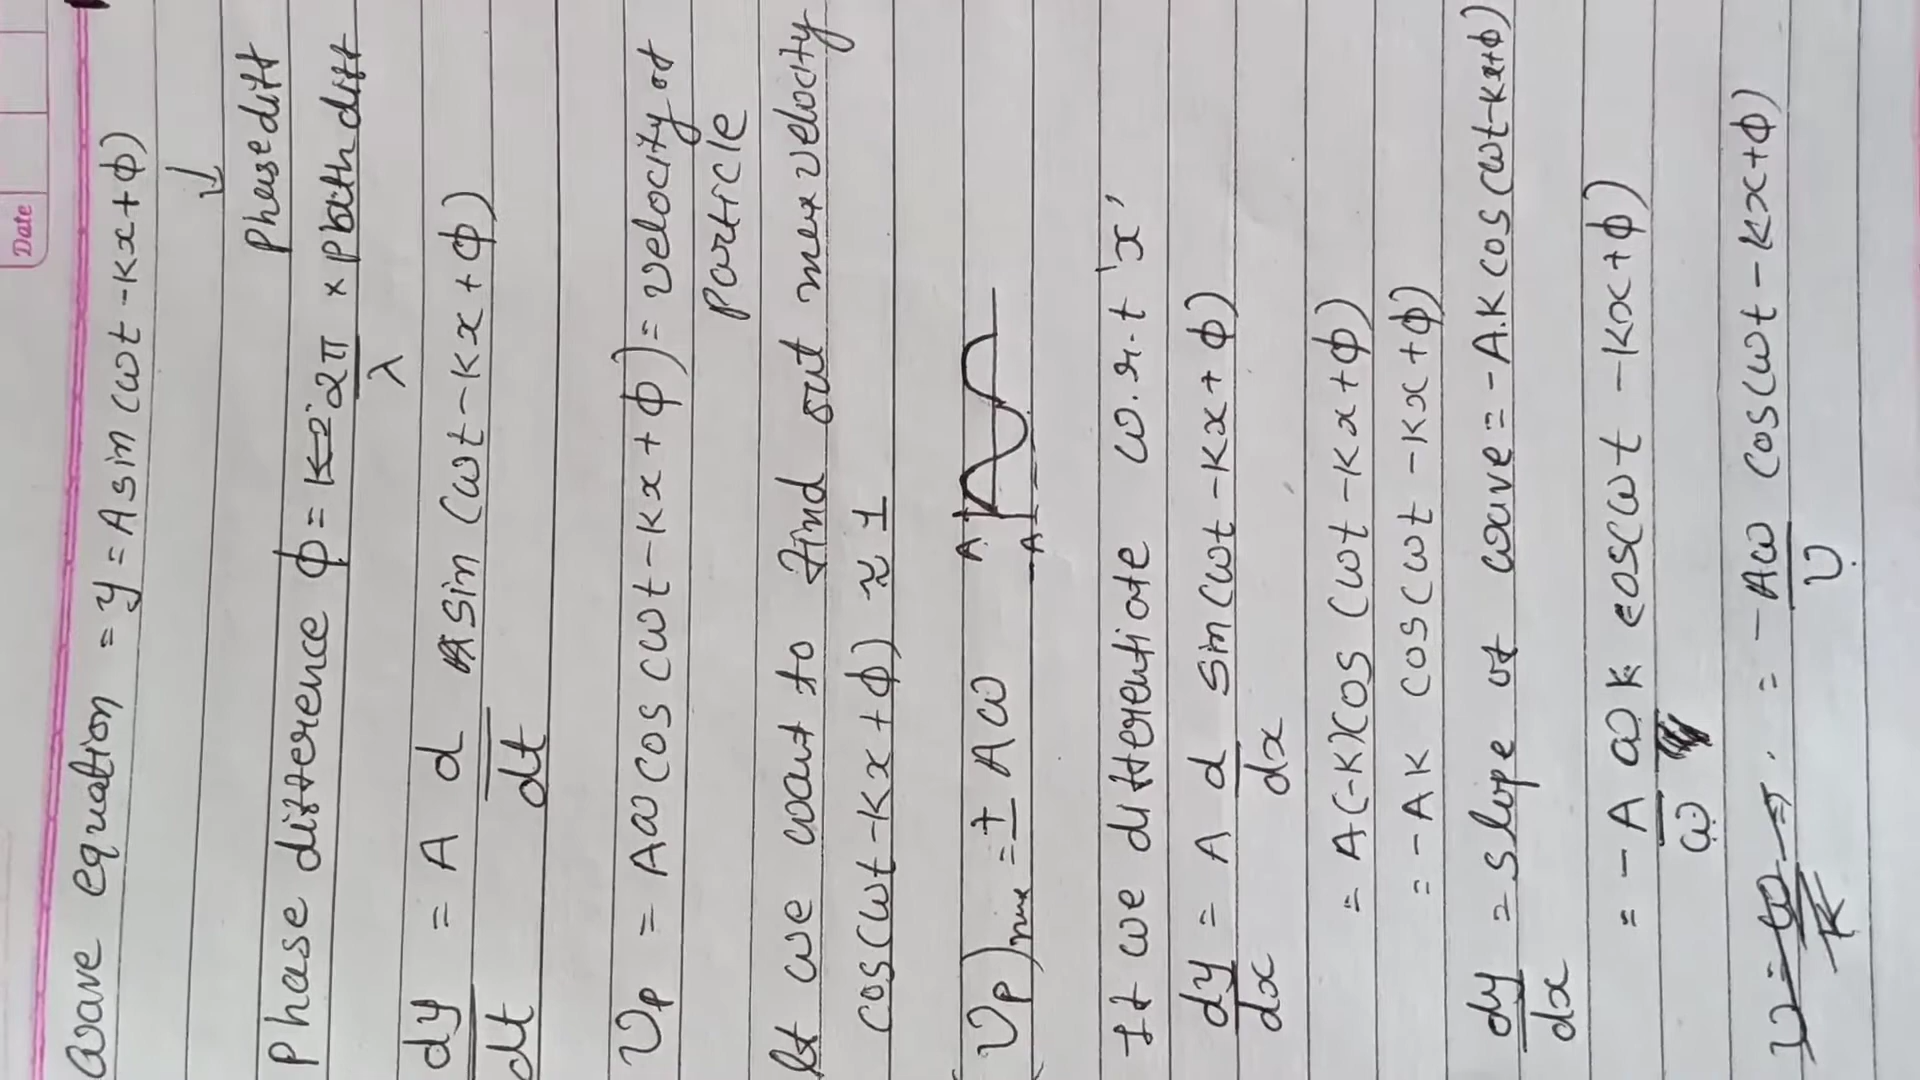 Date
wave equation = y = A sin (ωt - kx + ϕ)
↓
Phase diff
Phase difference ϕ = 2π/λ × Path diff
dy/dt = A d/dt sin (ωt - kx + ϕ)
υp = Aω cos (ωt - kx + ϕ) = velocity of
particle
If we want to find out max velocity
cos (ωt - kx + ϕ) ≈ 1
υp)max = ± Aω
A
-A
If we differentiate w.r.t 'x'
dy/dx = A d/dx sin (ωt - kx + ϕ)
= A(-k) cos (ωt - kx + ϕ)
= - Ak cos (ωt - kx + ϕ)
dy/dx = slope of wave = - A.k cos (ωt - kx + ϕ)
= - A/ω ω k cos (ωt - kx + ϕ)
υ = ω/k = - Aω/υ cos (ωt - kx + ϕ)